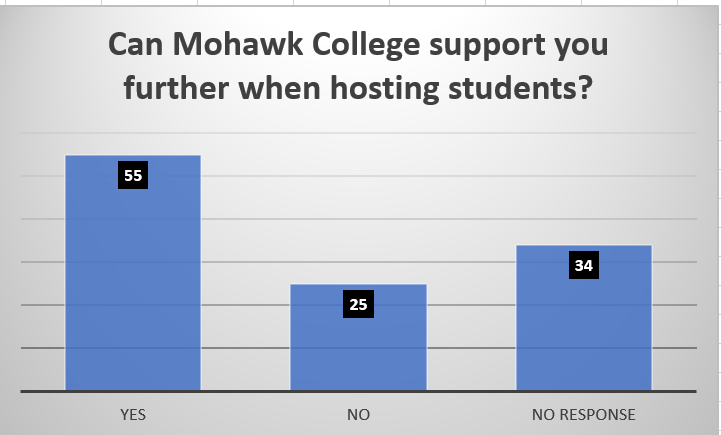 Can Mohawk College support you
further when hosting students?
55
25
34
YES
NO
NO RESPONSE